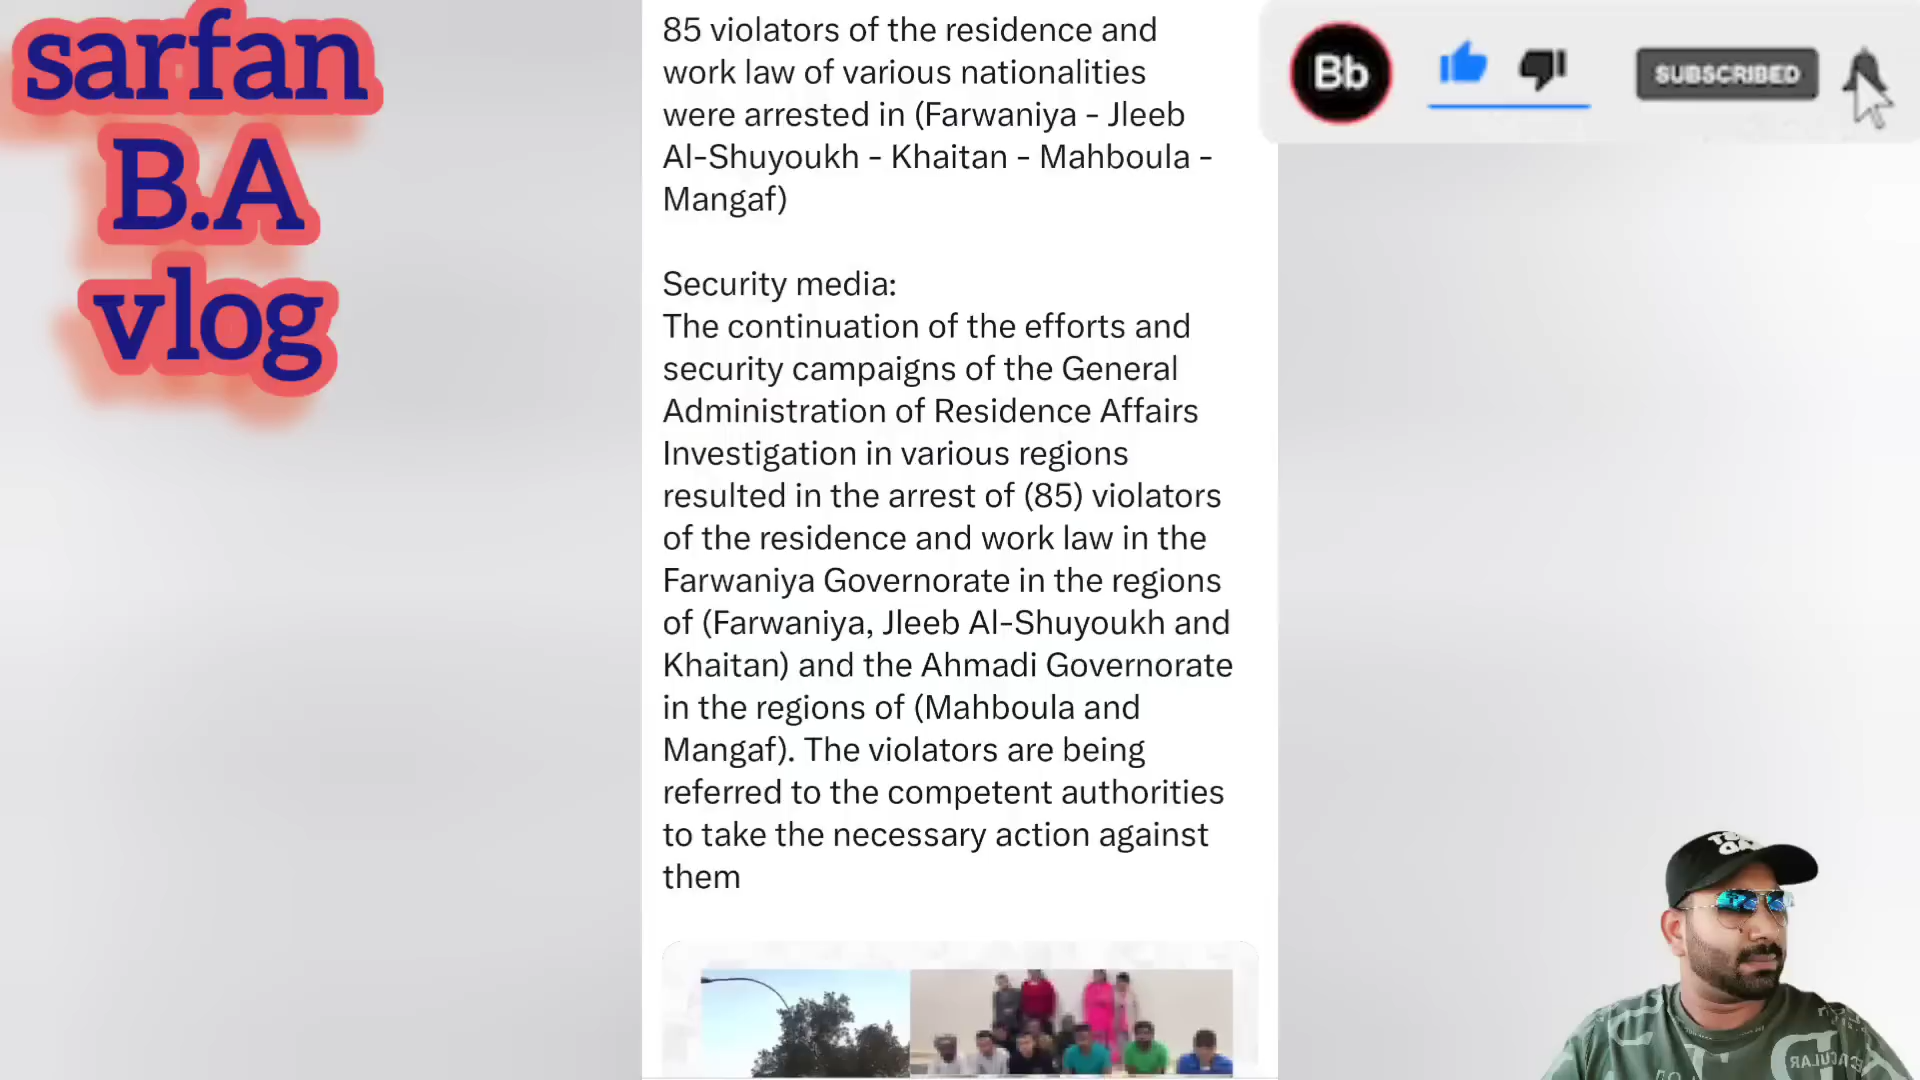 sarfan
B.A
vlog
85 violators of the residence and
work law of various nationalities
were arrested in (Farwaniya - Jleeb
Al-Shuyoukh - Khaitan - Mahboula -
Mangaf)
Security media:
The continuation of the efforts and
security campaigns of the General
Administration of Residence Affairs
Investigation in various regions
resulted in the arrest of (85) violators
of the residence and work law in the
Farwaniya Governorate in the regions
of (Farwaniya, Jleeb Al-Shuyoukh and
Khaitan) and the Ahmadi Governorate
in the regions of (Mahboula and
Mangaf). The violators are being
referred to the competent authorities
to take the necessary action against
them
Bb
SUBSCRIBED